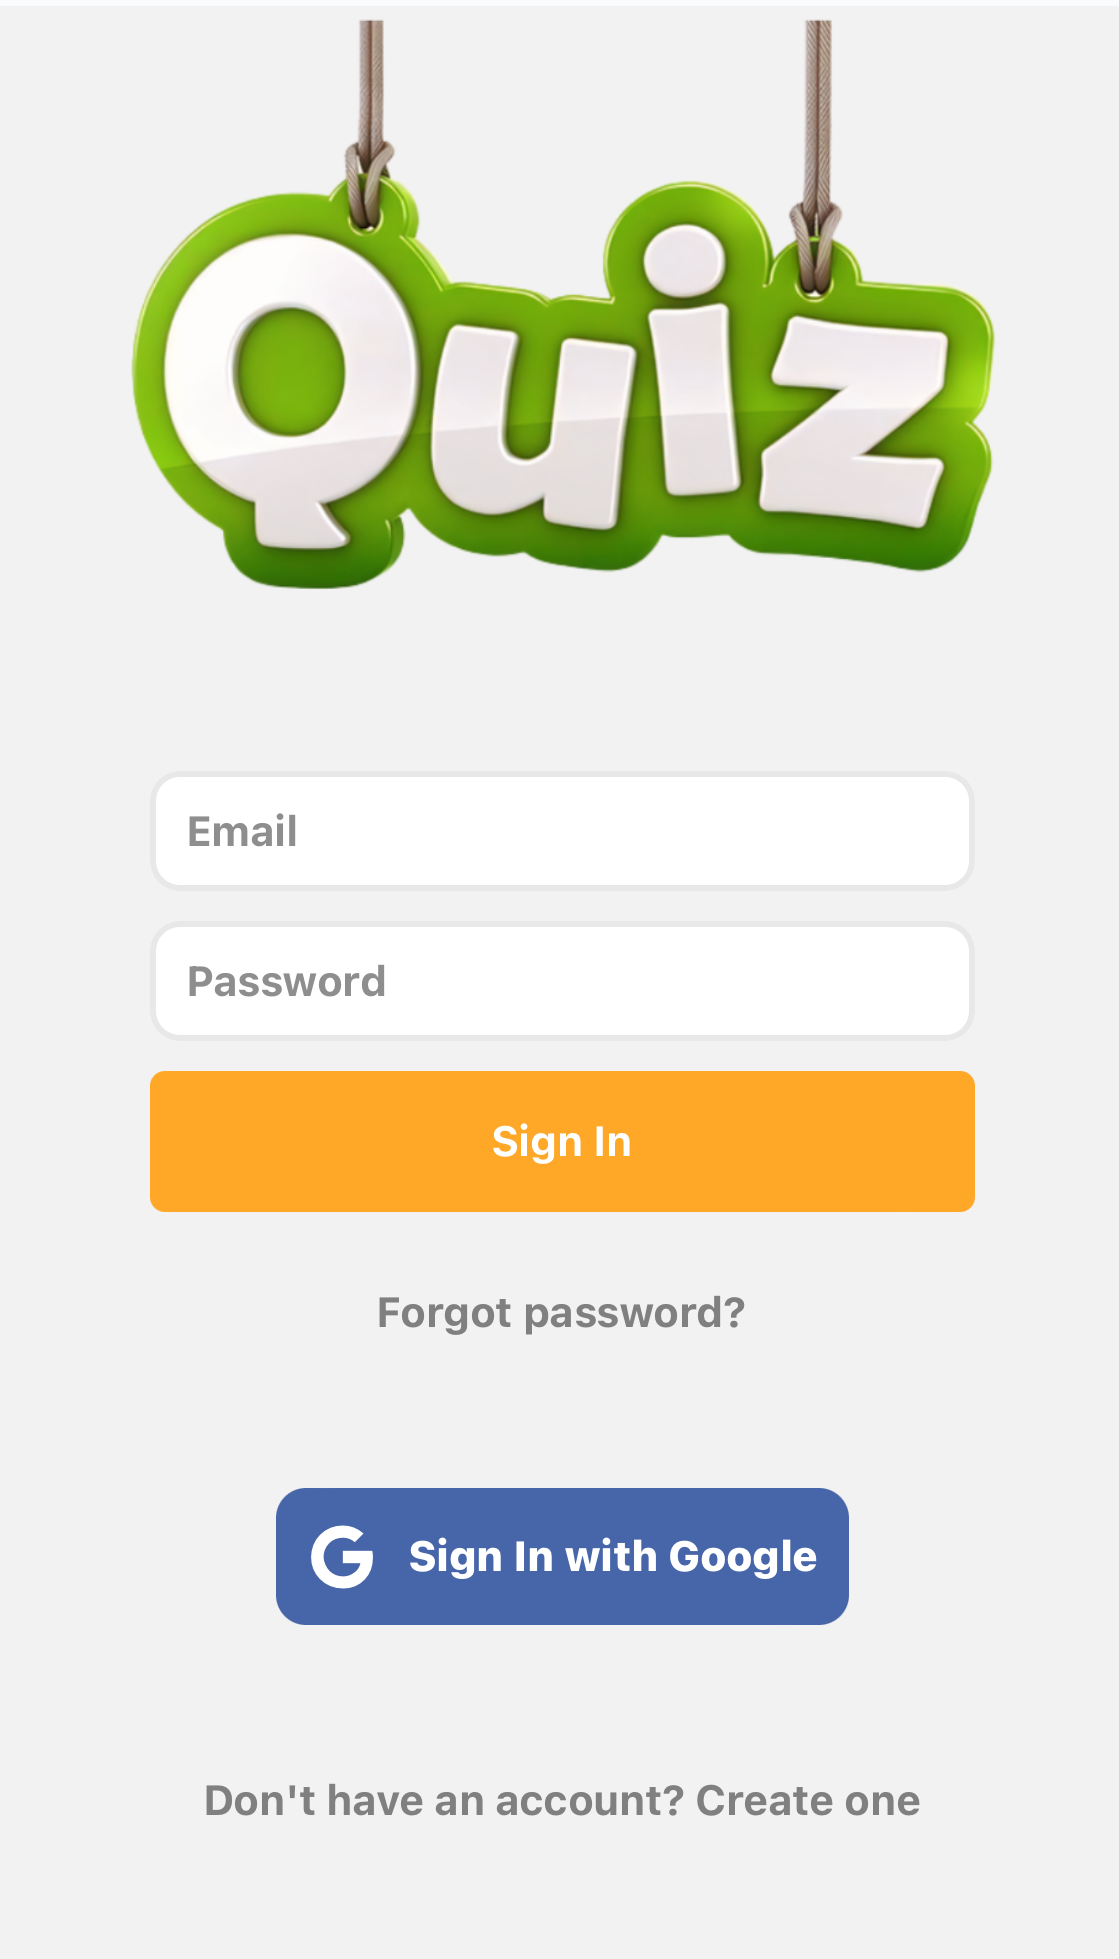 Quiz
Email
Password
Sign In
Forgot password?
G Sign In with Google
Don't have an account? Create one